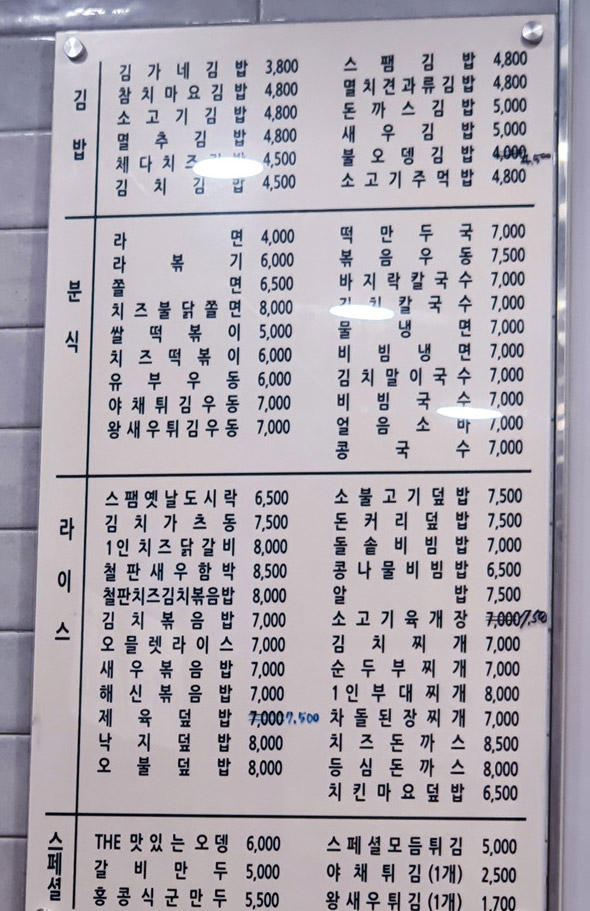 김밥
김가네김밥 3,800
참치마요김밥 4,800
소고기김밥 4,800
멸추김밥 4,800
체다치즈 밥 4,500
김치김밥 4,500
스팸김밥 4,800
멸치견과류김밥 4,800
돈까스김밥 5,000
새우김밥 5,000
불오뎅김밥 4,000 4,500
소고기주먹밥 4,800
분식
라면 4,000
라볶기 6,000
쫄면 6,500
치즈불닭쫄면 8,000
쌀떡볶이 5,000
치즈떡볶이 6,000
유부우동 6,000
야채튀김우동 7,000
왕새우튀김우동 7,000
떡만두국 7,000
볶음우동 7,500
바지락칼국수 7,000
김치칼국수 7,000
물냉면 7,000
비빔냉면 7,000
김치말이국수 7,000
비빔국수 7,000
얼음소바 7,000
콩국수 7,000
라이스
스팸옛날도시락 6,500
김치가츠동 7,500
1인치즈닭갈비 8,000
철판새우함박 8,500
철판치즈김치볶음밥 8,000
김치볶음밥 7,000
오믈렛라이스 7,000
새우볶음밥 7,000
해신볶음밥 7,000
제육덮밥 7,000 7,500
낙지덮밥 8,000
오불덮밥 8,000
소불고기덮밥 7,500
돈커리덮밥 7,500
돌솥비빔밥 7,000
콩나물비빔밥 6,500
알밥 7,500
소고기육개장 7,000 7,50
김치찌개 7,000
순두부찌개 7,000
1인부대찌개 8,000
차돌된장찌개 7,000
치즈돈까스 8,500
등심돈까스 8,000
치킨마요덮밥 6,500
스페셜
THE맛있는오뎅 6,000
갈비만두 5,000
홍콩식군만두 5,500
스페셜모듬튀김 5,000
야채튀김(1개) 2,500
왕새우튀김(1개) 1,700